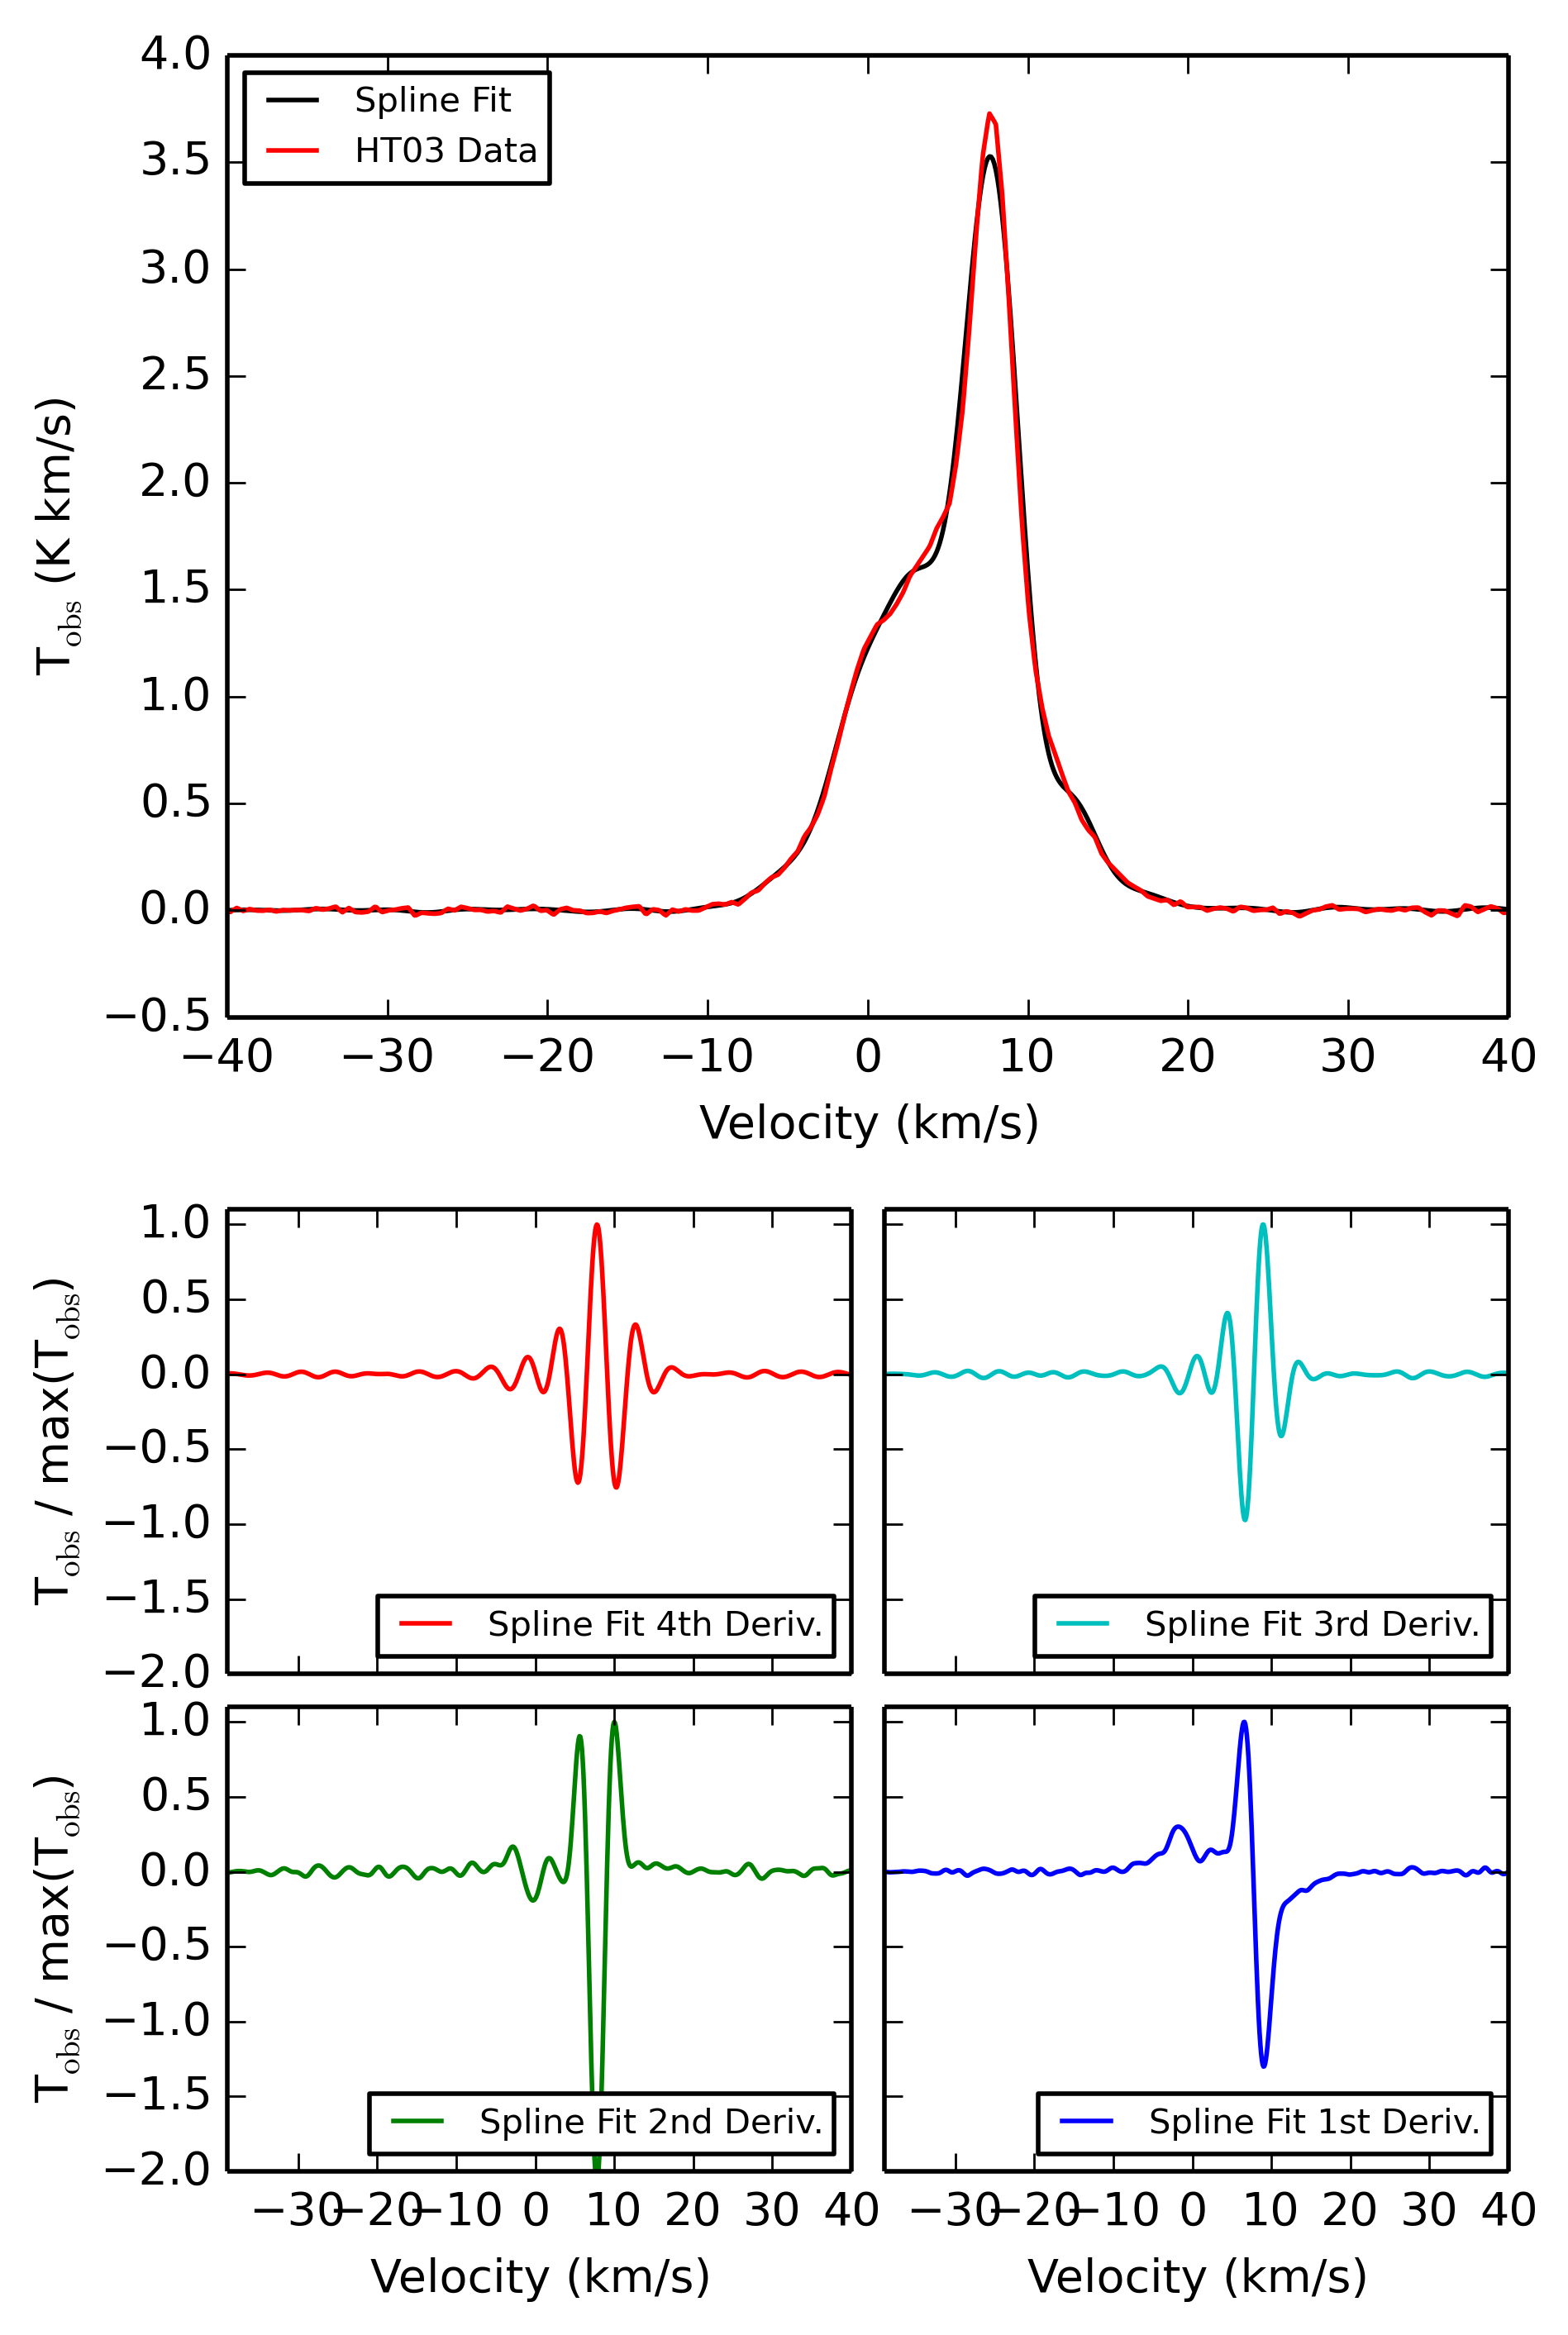 4.0
3.5
3.0
2.5
2.0
1.5
1.0
0.5
0.0
−0.5
T_obs (K km/s)
Spline Fit
HT03 Data
−40 −30 −20 −10 0 10 20 30 40
Velocity (km/s)
1.0
0.5
0.0
−0.5
−1.0
−1.5
−2.0
T_obs / max(T_obs)
Spline Fit 4th Deriv.
Spline Fit 3rd Deriv.
1.0
0.5
0.0
−0.5
−1.0
−1.5
−2.0
T_obs / max(T_obs)
Spline Fit 2nd Deriv.
Spline Fit 1st Deriv.
−30 −20 −10 0 10 20 30 40
−30 −20 −10 0 10 20 30 40
Velocity (km/s)
Velocity (km/s)